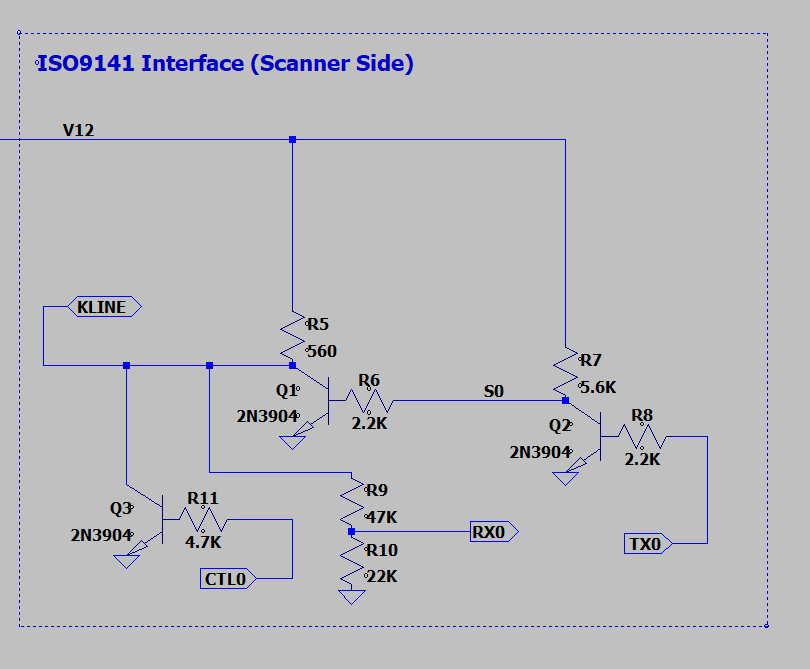 ISO9141 Interface (Scanner Side)
V12
KLINE
R5
560
R7
5.6K
Q1
2N3904
R6
2.2K
S0
Q2
2N3904
R8
2.2K
Q3
2N3904
R11
4.7K
R9
47K
RX0
R10
22K
TX0
CTL0